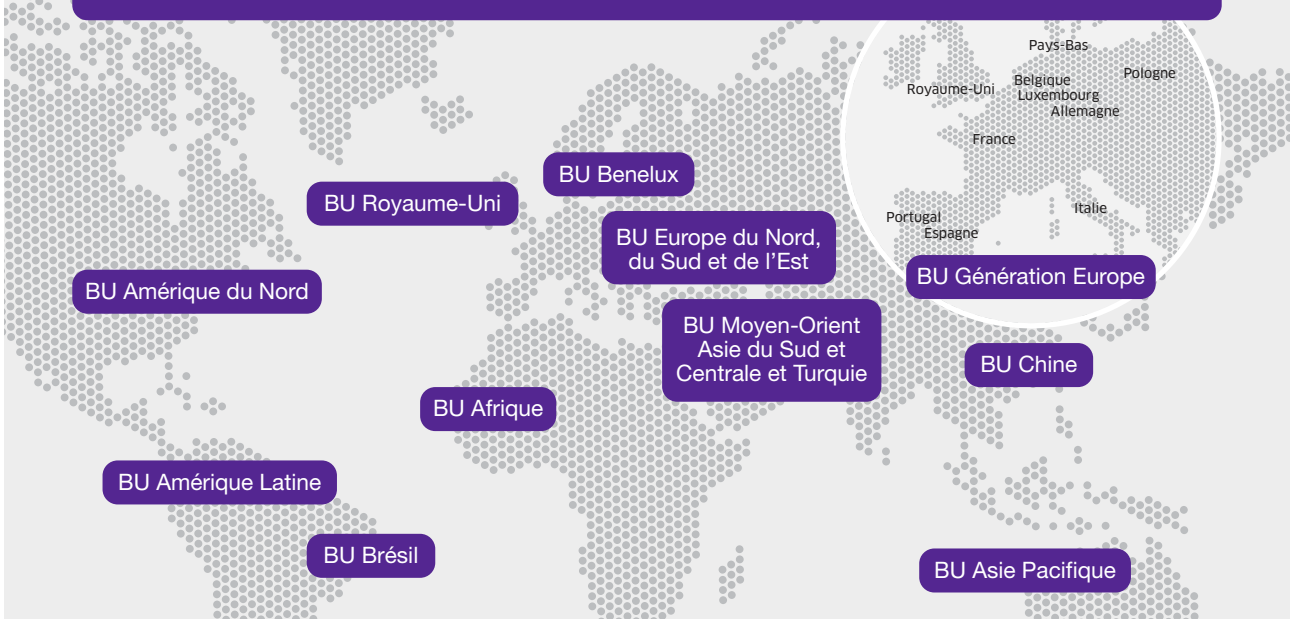 Pays-Bas
Pologne
Royaume-Uni
Belgique
Luxembourg
Allemagne
France
Italie
Portugal
Espagne
BU Génération Europe
BU Benelux
BU Royaume-Uni
BU Europe du Nord,
du Sud et de l'Est
BU Amérique du Nord
BU Moyen-Orient
Asie du Sud et
Centrale et Turquie
BU Chine
BU Afrique
BU Amérique Latine
BU Brésil
BU Asie Pacifique